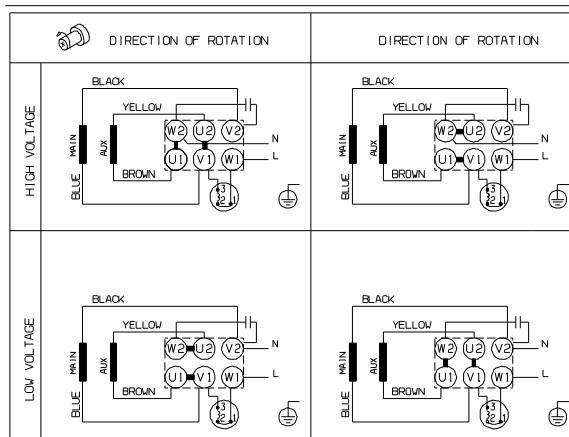 DIRECTION OF ROTATION
DIRECTION OF ROTATION
HIGH VOLTAGE
BLACK
YELLOW
MAIN
AUX
W2 U2 V2
N
U1 V1 W1
L
BROWN
BLUE
3
2 1
BLACK
YELLOW
MAIN
AUX
W2 U2 V2
N
U1 V1 W1
L
BROWN
BLUE
3
2 1
LOW VOLTAGE
BLACK
YELLOW
MAIN
AUX
W2 U2 V2
N
U1 V1 W1
L
BROWN
BLUE
3
2 1
BLACK
YELLOW
MAIN
AUX
W2 U2 V2
N
U1 V1 W1
L
BROWN
BLUE
3
2 1